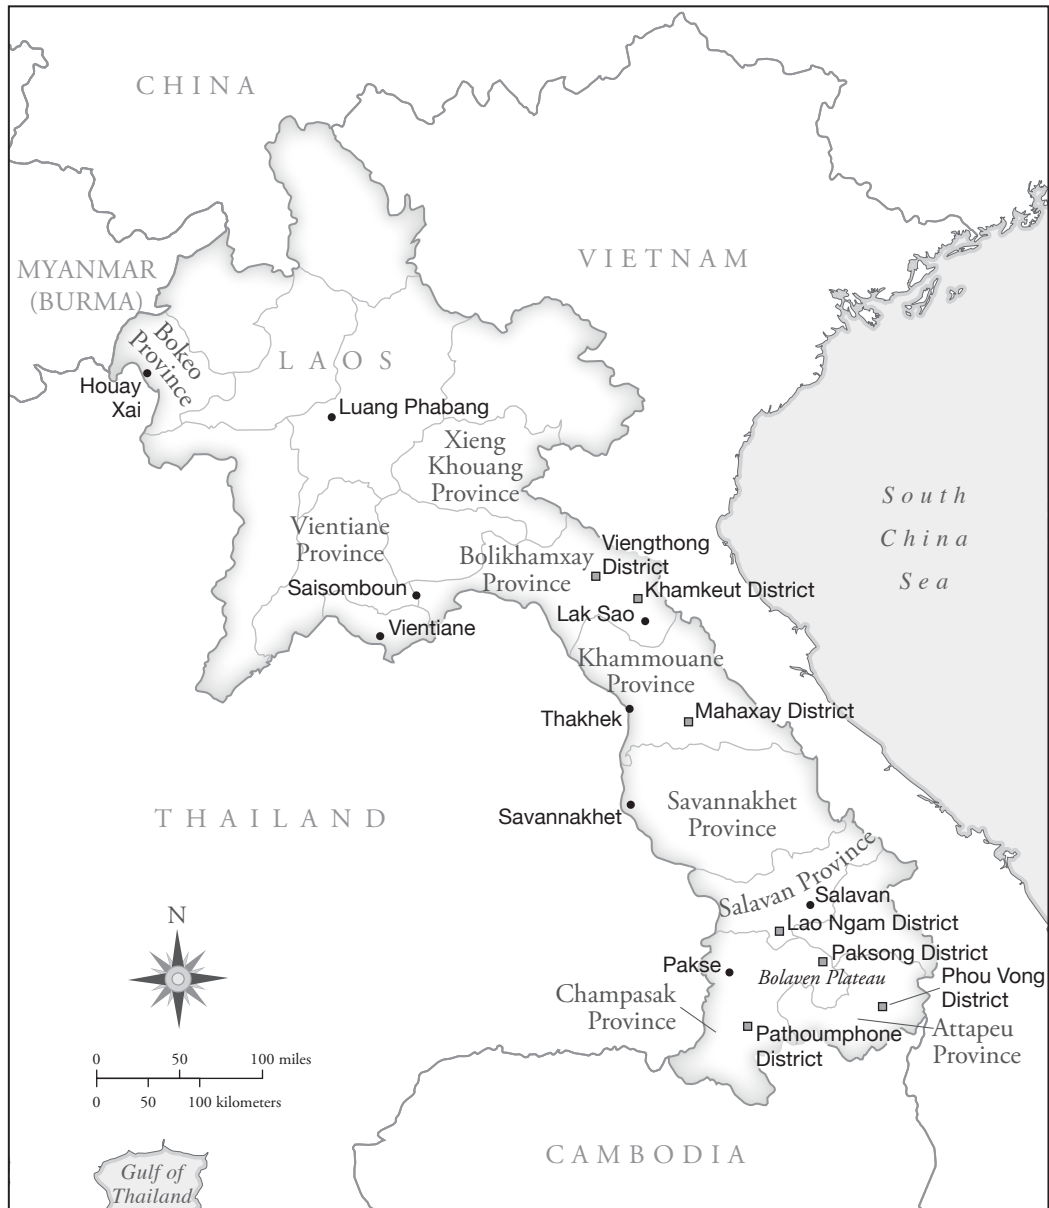 CHINA
VIETNAM
MYANMAR
(BURMA)
Bokeo
Province
LAOS
Houay
Xai
Luang Phabang
Xieng
Khouang
Province
South
China
Sea
Vientiane
Province
Bolikhamxay
Province
Viengthong
District
Saisomboun
Khamkeut District
Lak Sao
Vientiane
Khammouane
Province
Thakhek
Mahaxay District
THAILAND
Savannakhet
Savannakhet
Province
Salavan Province
Salavan
Lao Ngam District
N
Pakse
Paksong District
Bolaven Plateau
Phou Vong
District
Champasak
Province
Pathoumphone
District
Attapeu
Province
0 50 100 miles
0 50 100 kilometers
CAMBODIA
Gulf of
Thailand